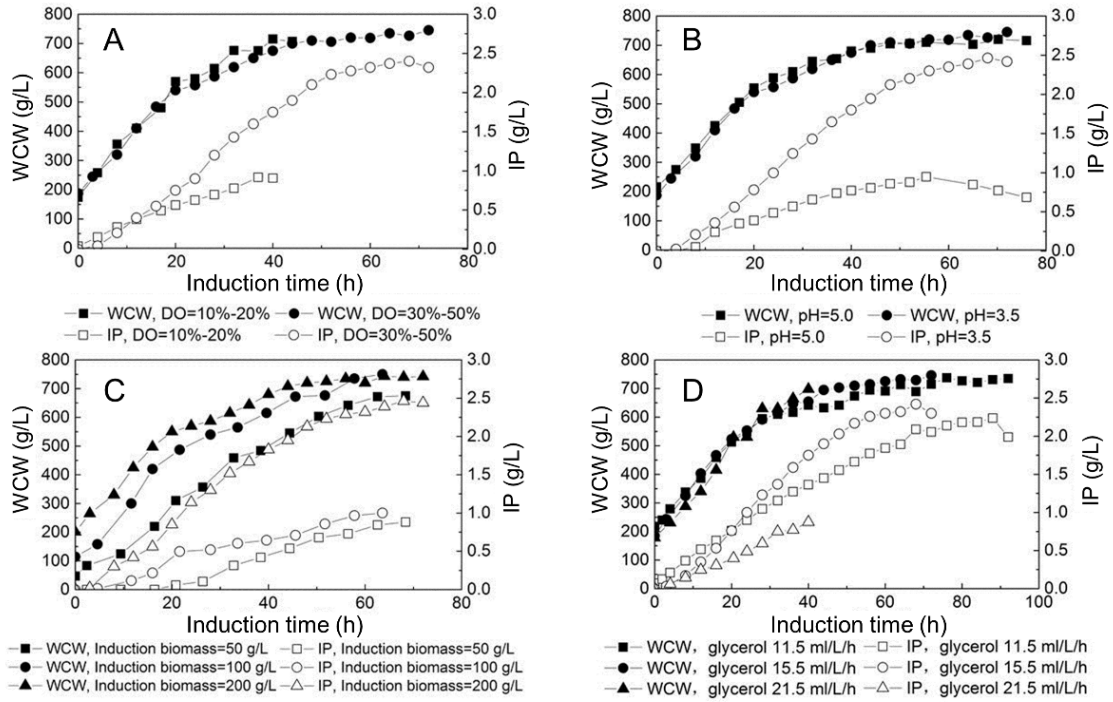 A
WCW (g/L)
800
700
600
500
400
300
200
100
0
3.0
2.5
2.0
1.5
1.0
0.5
0.0
IP (g/L)
0 20 40 60 80
Induction time (h)
WCW, DO=10%-20% WCW, DO=30%-50%
IP, DO=10%-20% IP, DO=30%-50%
B
WCW (g/L)
800
700
600
500
400
300
200
100
0
3.0
2.5
2.0
1.5
1.0
0.5
0.0
IP (g/L)
0 20 40 60 80
Induction time (h)
WCW, pH=5.0 WCW, pH=3.5
IP, pH=5.0 IP, pH=3.5
C
WCW (g/L)
800
700
600
500
400
300
200
100
0
3.0
2.5
2.0
1.5
1.0
0.5
0.0
IP (g/L)
0 20 40 60 80
Induction time (h)
WCW, Induction biomass=50 g/L IP, Induction biomass=50 g/L
WCW, Induction biomass=100 g/L IP, Induction biomass=100 g/L
WCW, Induction biomass=200 g/L IP, Induction biomass=200 g/L
D
WCW (g/L)
800
700
600
500
400
300
200
100
0
3.0
2.5
2.0
1.5
1.0
0.5
0.0
IP (g/L)
0 20 40 60 80 100
Induction time (h)
WCW, glycerol 11.5 ml/L/h IP, glycerol 11.5 ml/L/h
WCW, glycerol 15.5 ml/L/h IP, glycerol 15.5 ml/L/h
WCW, glycerol 21.5 ml/L/h IP, glycerol 21.5 ml/L/h